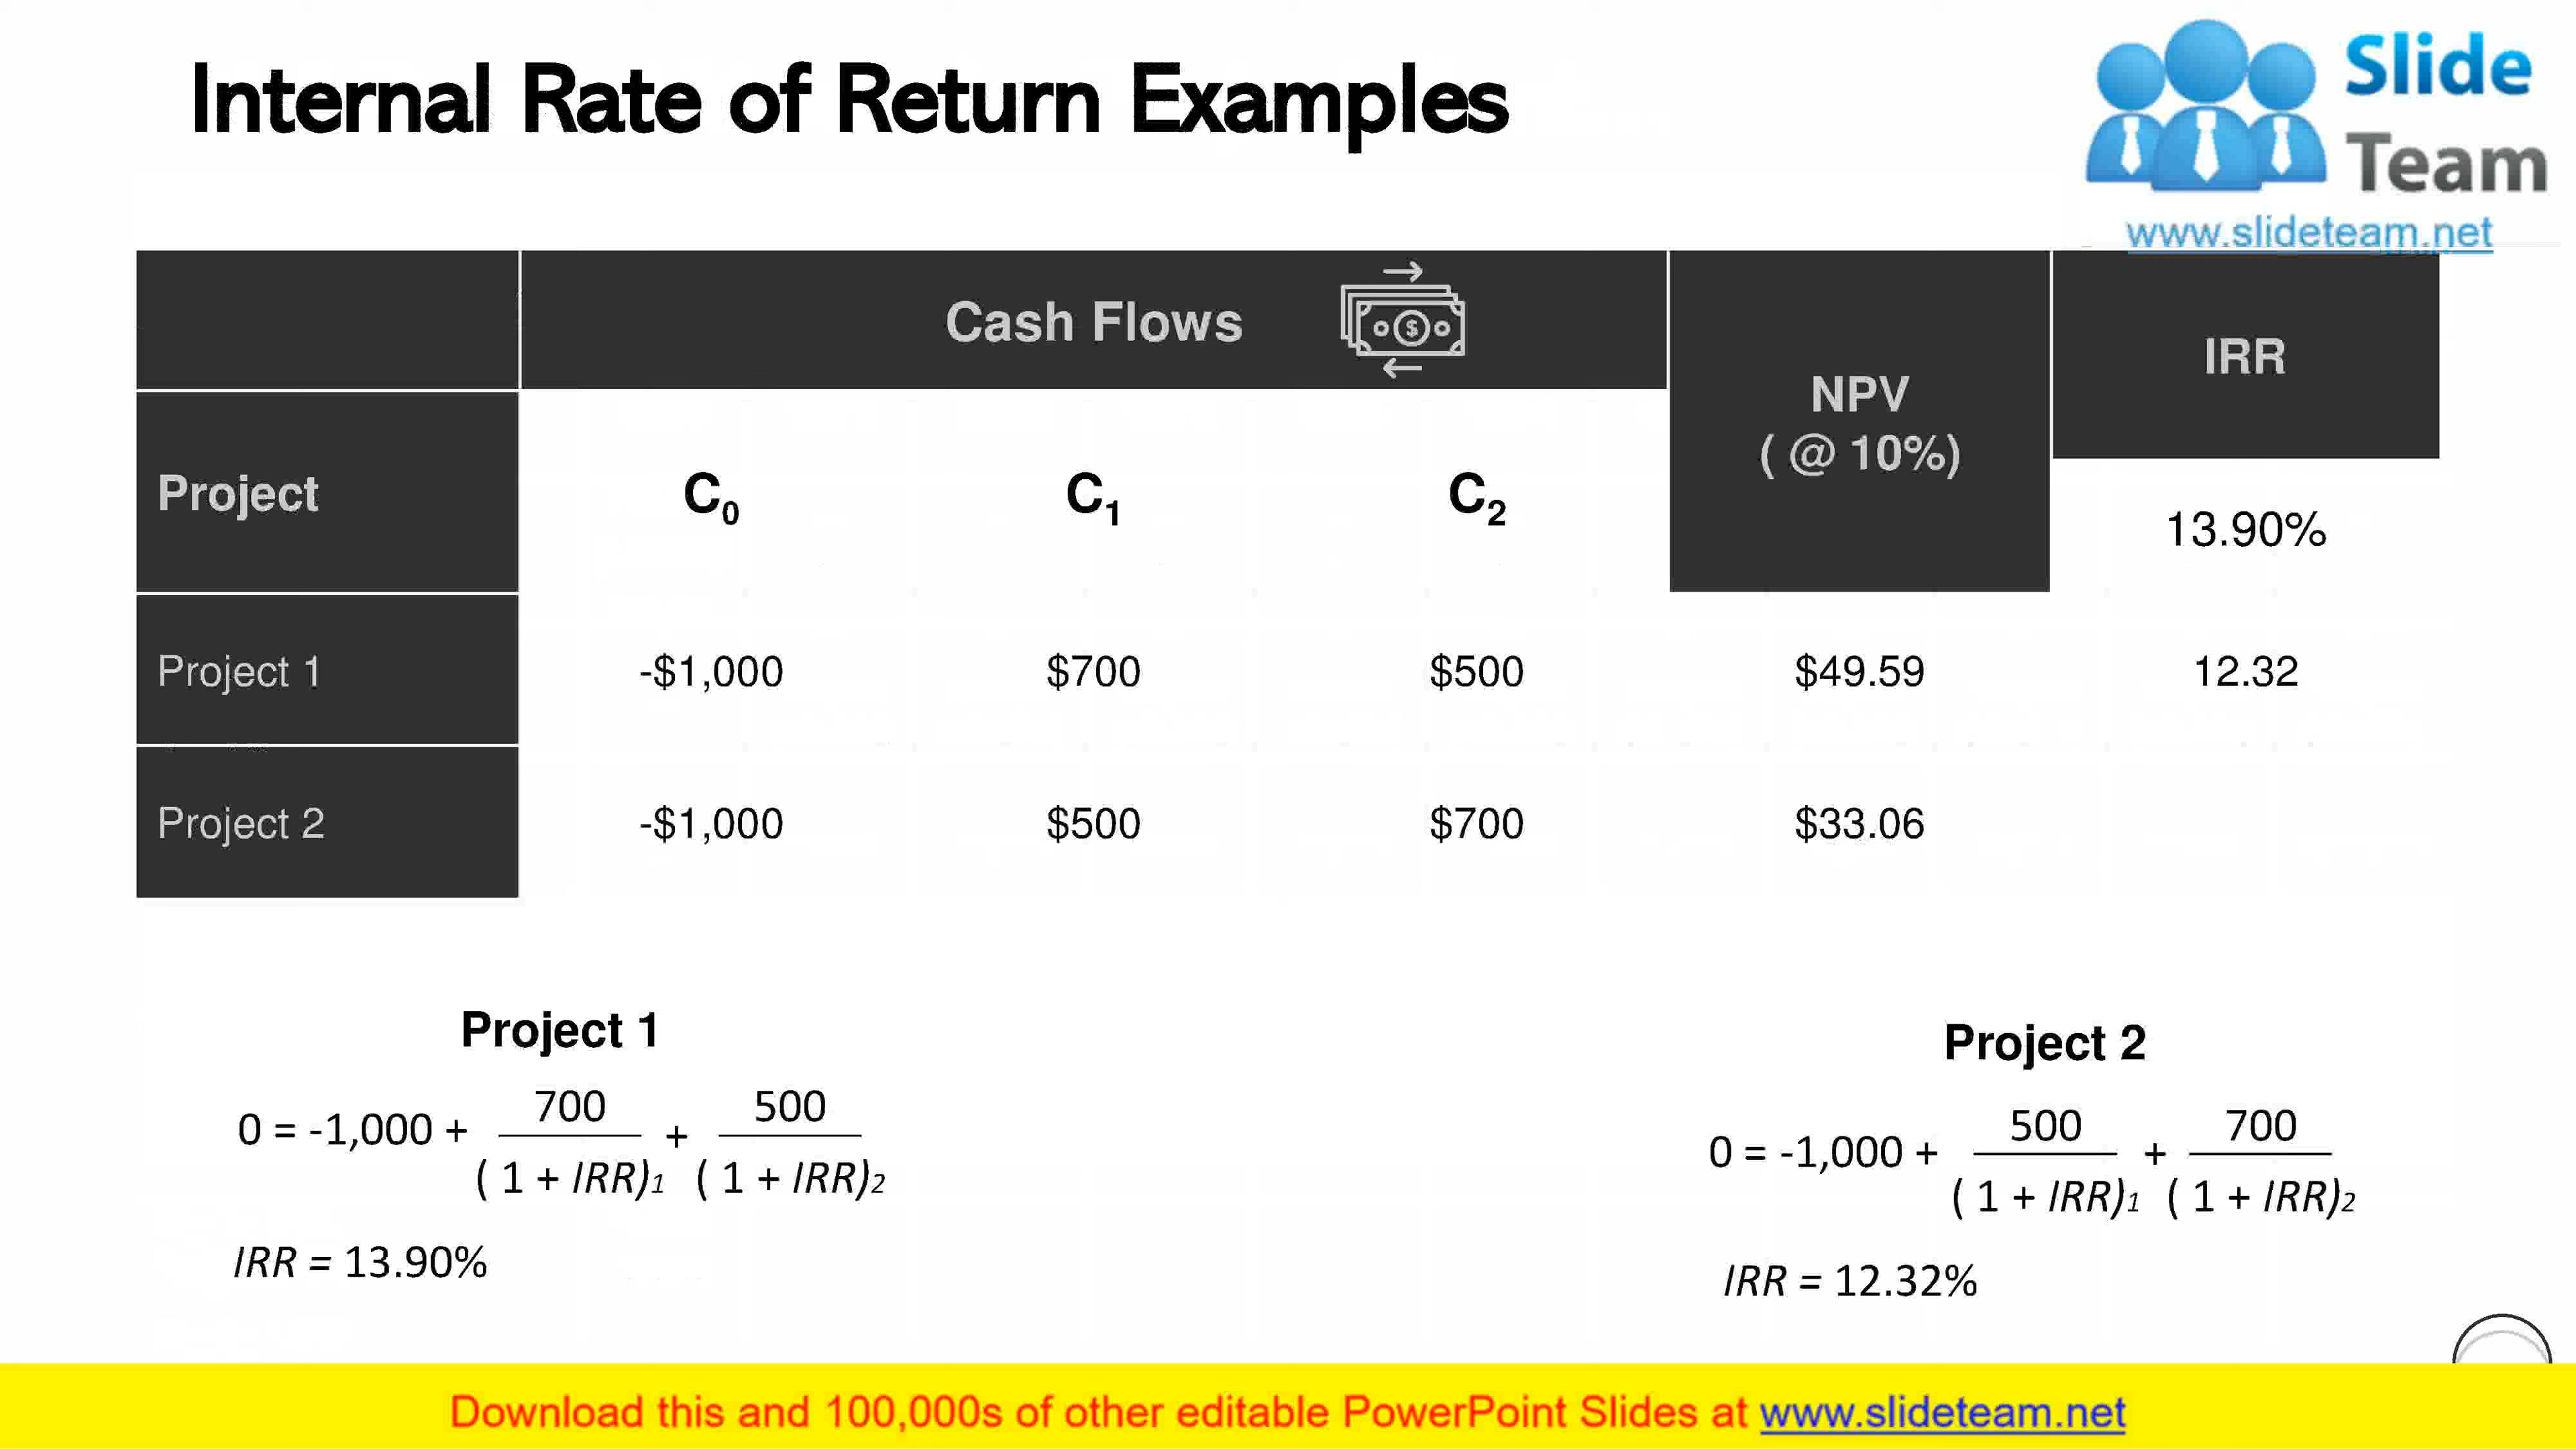 Internal Rate of Return Examples
Slide
Team
www.slideteam.net
Cash Flows
$
NPV
( @ 10%)
IRR
Project
C0
C1
C2
13.90%
Project 1
-$1,000
$700
$500
$49.59
12.32
Project 2
-$1,000
$500
$700
$33.06
Project 1
0 = -1,000 + 700 / ( 1 + IRR)1 + 500 / ( 1 + IRR)2
IRR = 13.90%
Project 2
0 = -1,000 + 500 / ( 1 + IRR)1 + 700 / ( 1 + IRR)2
IRR = 12.32%
Download this and 100,000s of other editable PowerPoint Slides at www.slideteam.net